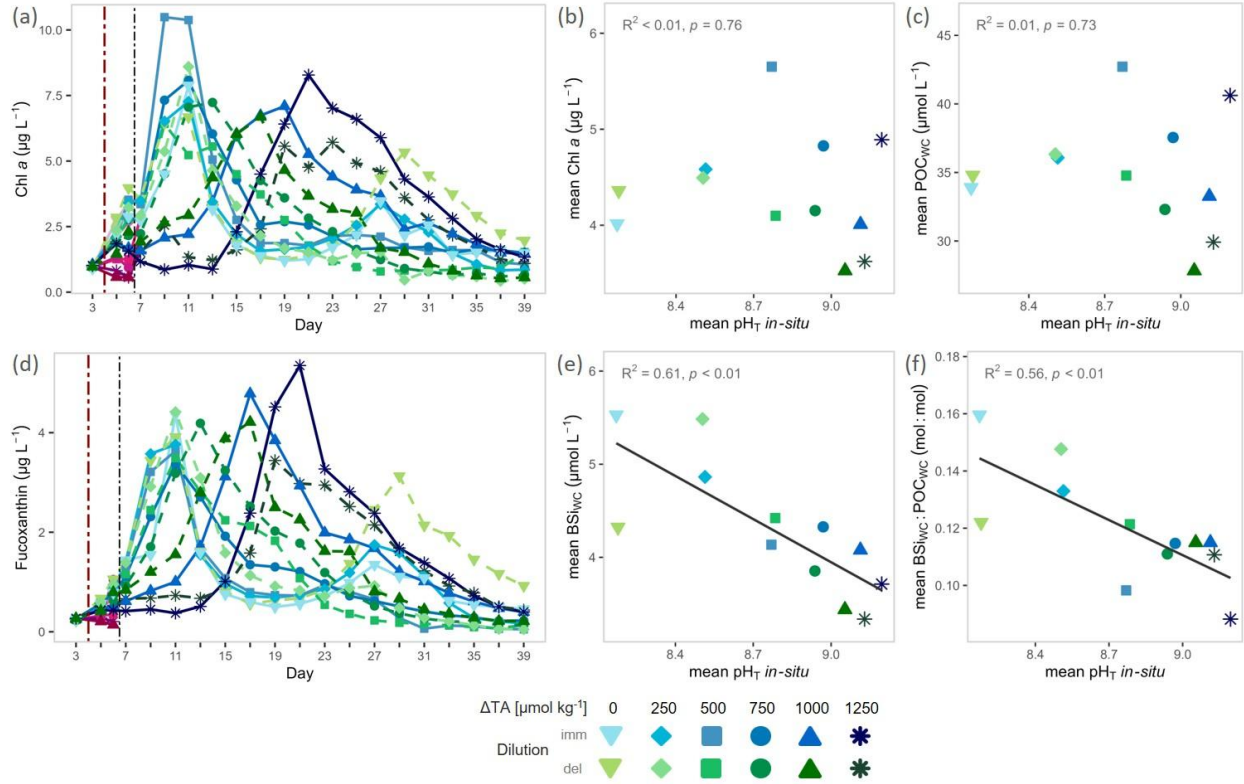 (a)
10.0
7.5
5.0
2.5
0.0
Chl a (µg L⁻¹)
3 7 11 15 19 23 27 31 35 39
Day
(b)
R² < 0.01, p = 0.76
6
5
4
mean Chl a (µg L⁻¹)
8.4 8.7 9.0
mean pH_T in-situ
(c)
R² = 0.01, p = 0.73
45
40
35
30
mean POC_WC (µmol L⁻¹)
8.4 8.7 9.0
mean pH_T in-situ
(d)
4
2
0
Fucoxanthin (µg L⁻¹)
3 7 11 15 19 23 27 31 35 39
Day
(e)
R² = 0.61, p < 0.01
6
5
4
mean BSi_WC (µmol L⁻¹)
8.4 8.7 9.0
mean pH_T in-situ
(f)
R² = 0.56, p < 0.01
0.18
0.16
0.14
0.12
0.10
mean BSi_WC : POC_WC (mol : mol)
8.4 8.7 9.0
mean pH_T in-situ
ΔTA [µmol kg⁻¹] 0 250 500 750 1000 1250
Dilution
imm
del